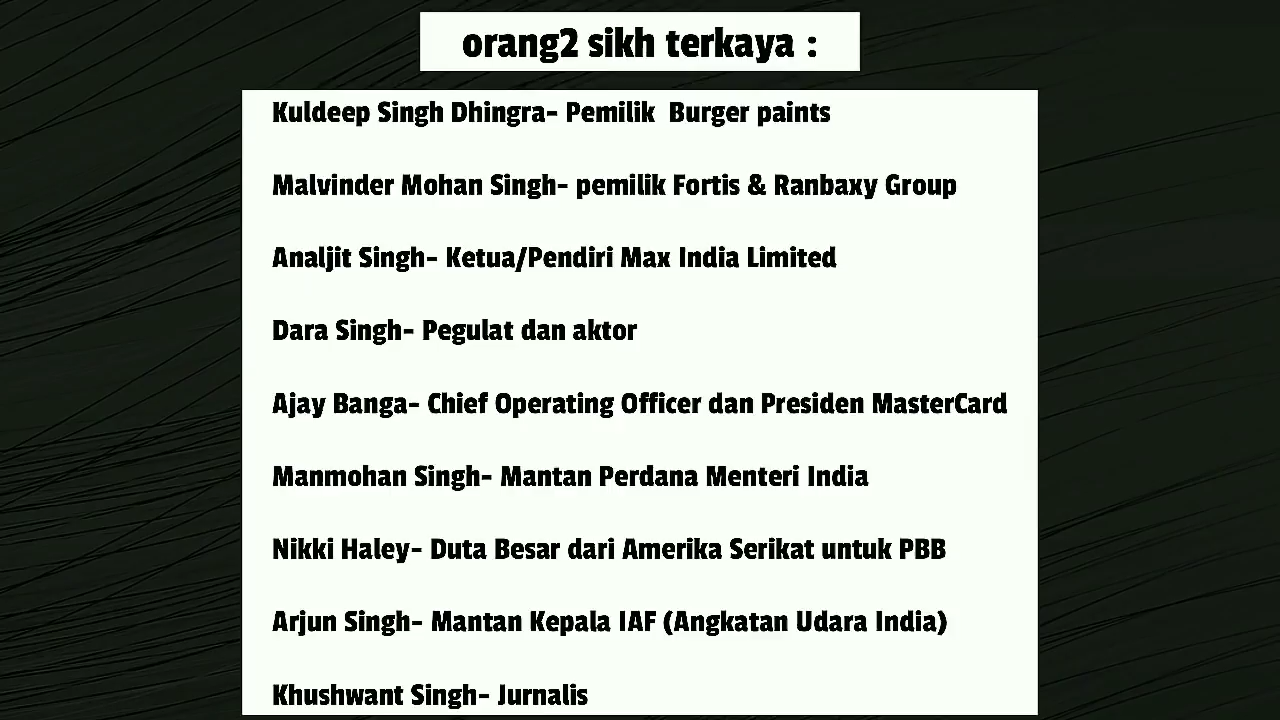 orang2 sikh terkaya :
Kuldeep Singh Dhingra- Pemilik  Burger paints
Malvinder Mohan Singh- pemilik Fortis & Ranbaxy Group
Analjit Singh- Ketua/Pendiri Max India Limited
Dara Singh- Pegulat dan aktor
Ajay Banga- Chief Operating Officer dan Presiden MasterCard
Manmohan Singh- Mantan Perdana Menteri India
Nikki Haley- Duta Besar dari Amerika Serikat untuk PBB
Arjun Singh- Mantan Kepala IAF (Angkatan Udara India)
Khushwant Singh- Jurnalis